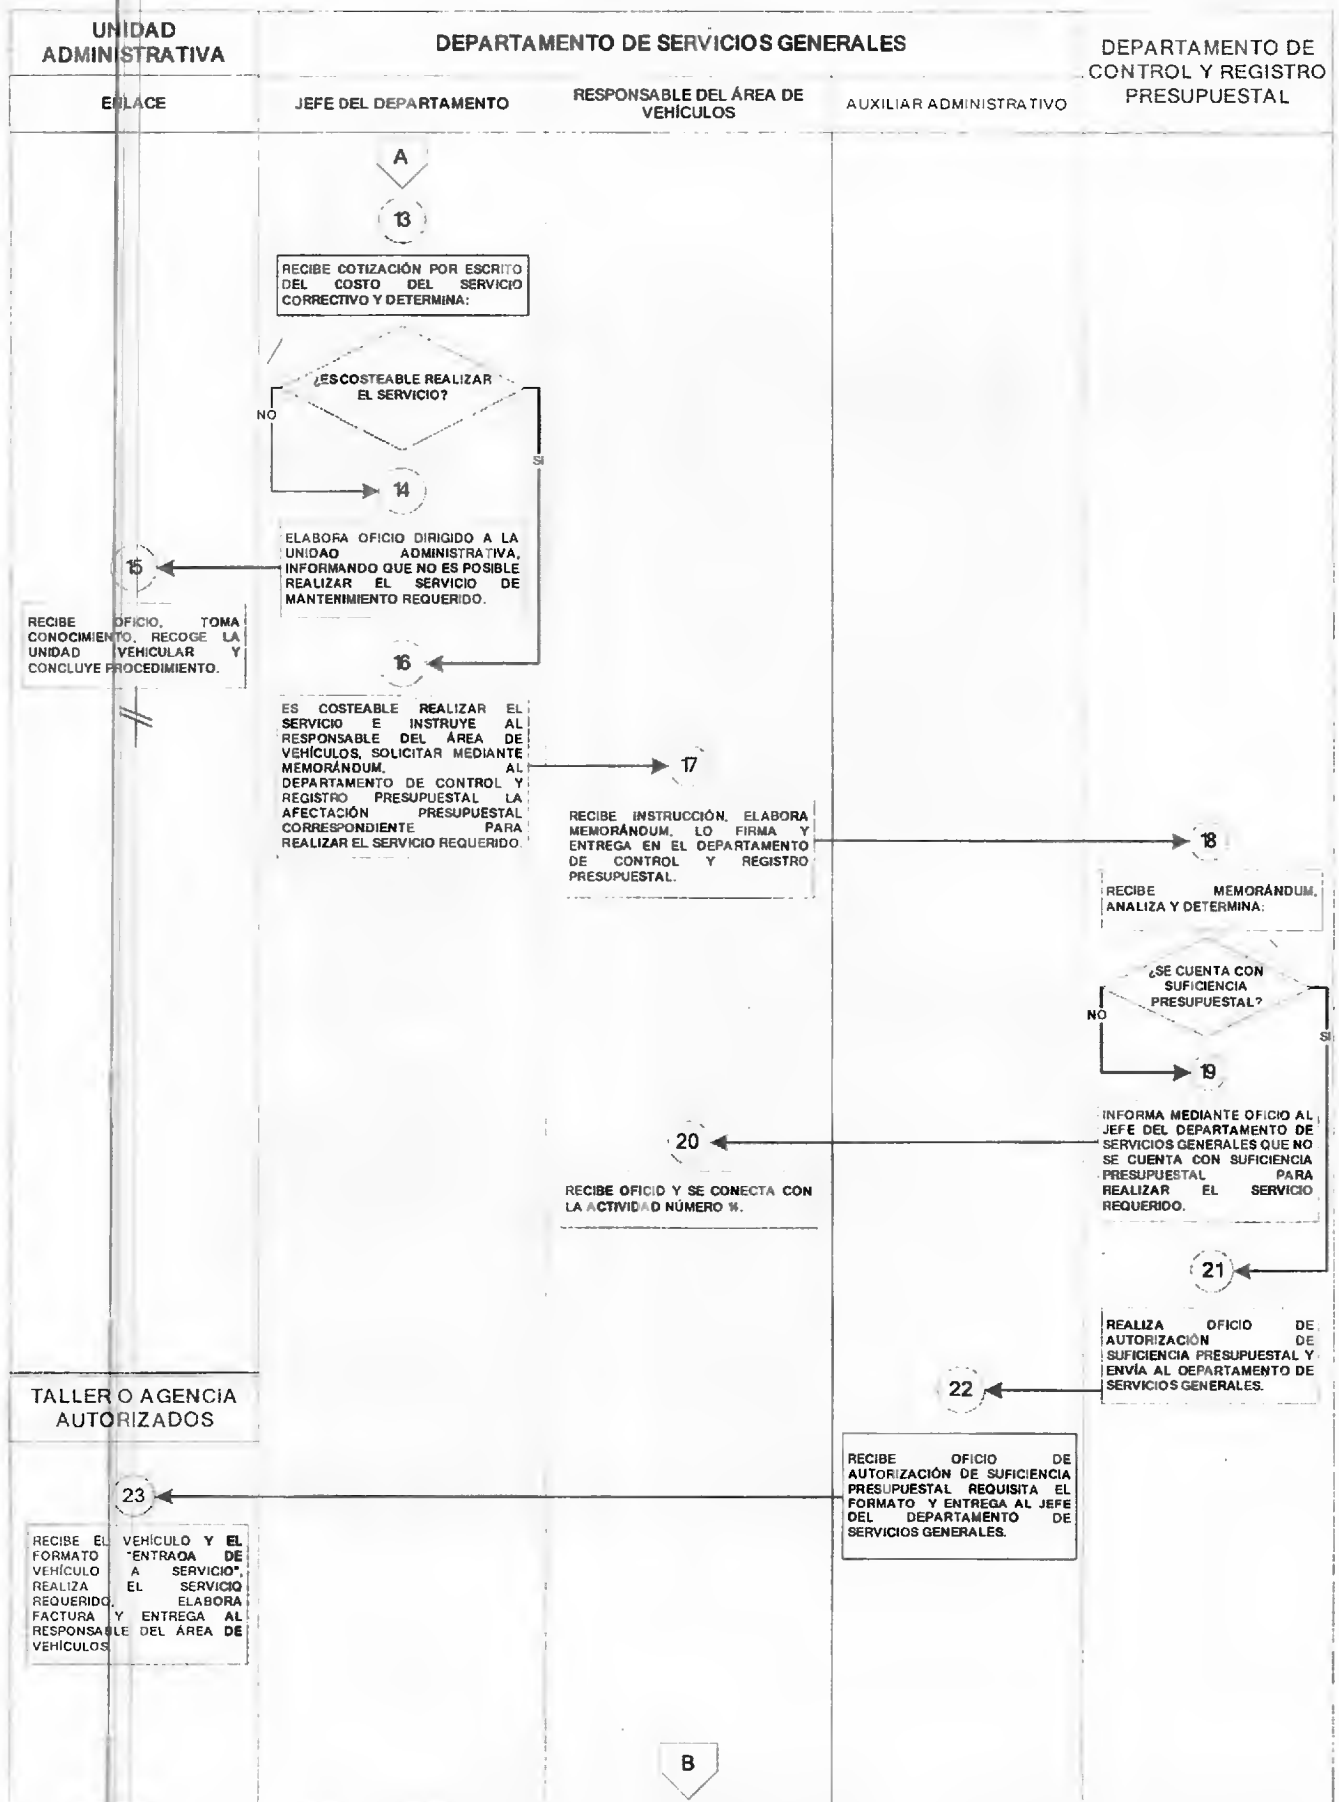 UNIDAD
ADMINISTRATIVA
DEPARTAMENTO DE SERVICIOS GENERALES
DEPARTAMENTO DE
CONTROL Y REGISTRO
PRESUPUESTAL
ENLACE
JEFE DEL DEPARTAMENTO
RESPONSABLE DEL ÁREA DE
VEHÍCULOS
AUXILIAR ADMINISTRATIVO
A
13
RECIBE COTIZACIÓN POR ESCRITO
DEL COSTO DEL SERVICIO
CORRECTIVO Y DETERMINA:
¿ES COSTEABLE REALIZAR
EL SERVICIO?
NO
SI
14
ELABORA OFICIO DIRIGIDO A LA
UNIDAD ADMINISTRATIVA,
INFORMANDO QUE NO ES POSIBLE
REALIZAR EL SERVICIO DE
MANTENIMIENTO REQUERIDO.
15
RECIBE OFICIO, TOMA
CONOCIMIENTO, RECOGE LA
UNIDAD VEHICULAR Y
CONCLUYE PROCEDIMIENTO.
16
ES COSTEABLE REALIZAR EL
SERVICIO E INSTRUYE AL
RESPONSABLE DEL ÁREA DE
VEHÍCULOS, SOLICITAR MEDIANTE
MEMORÁNDUM, AL
DEPARTAMENTO DE CONTROL Y
REGISTRO PRESUPUESTAL LA
AFECTACIÓN PRESUPUESTAL
CORRESPONDIENTE PARA
REALIZAR EL SERVICIO REQUERIDO.
17
RECIBE INSTRUCCIÓN, ELABORA
MEMORÁNDUM, LO FIRMA Y
ENTREGA EN EL DEPARTAMENTO
DE CONTROL Y REGISTRO
PRESUPUESTAL.
18
RECIBE MEMORÁNDUM,
ANALIZA Y DETERMINA:
¿SE CUENTA CON
SUFICIENCIA
PRESUPUESTAL?
NO
SI
19
INFORMA MEDIANTE OFICIO AL
JEFE DEL DEPARTAMENTO DE
SERVICIOS GENERALES QUE NO
SE CUENTA CON SUFICIENCIA
PRESUPUESTAL PARA
REALIZAR EL SERVICIO
REQUERIDO.
20
RECIBE OFICIO Y SE CONECTA CON
LA ACTIVIDAD NÚMERO
21
REALIZA OFICIO DE
AUTORIZACIÓN DE
SUFICIENCIA PRESUPUESTAL Y
ENVÍA AL DEPARTAMENTO DE
SERVICIOS GENERALES.
TALLER O AGENCIA
AUTORIZADOS
22
RECIBE OFICIO DE
AUTORIZACIÓN DE SUFICIENCIA
PRESUPUESTAL REQUISITA EL
FORMATO Y ENTREGA AL JEFE
DEL DEPARTAMENTO DE
SERVICIOS GENERALES.
23
RECIBE EL VEHÍCULO Y EL
FORMATO "ENTRADA DE
VEHÍCULO A SERVICIO",
REALIZA EL SERVICIO
REQUERIDO, ELABORA
FACTURA Y ENTREGA AL
RESPONSABLE DEL ÁREA DE
VEHÍCULOS
B